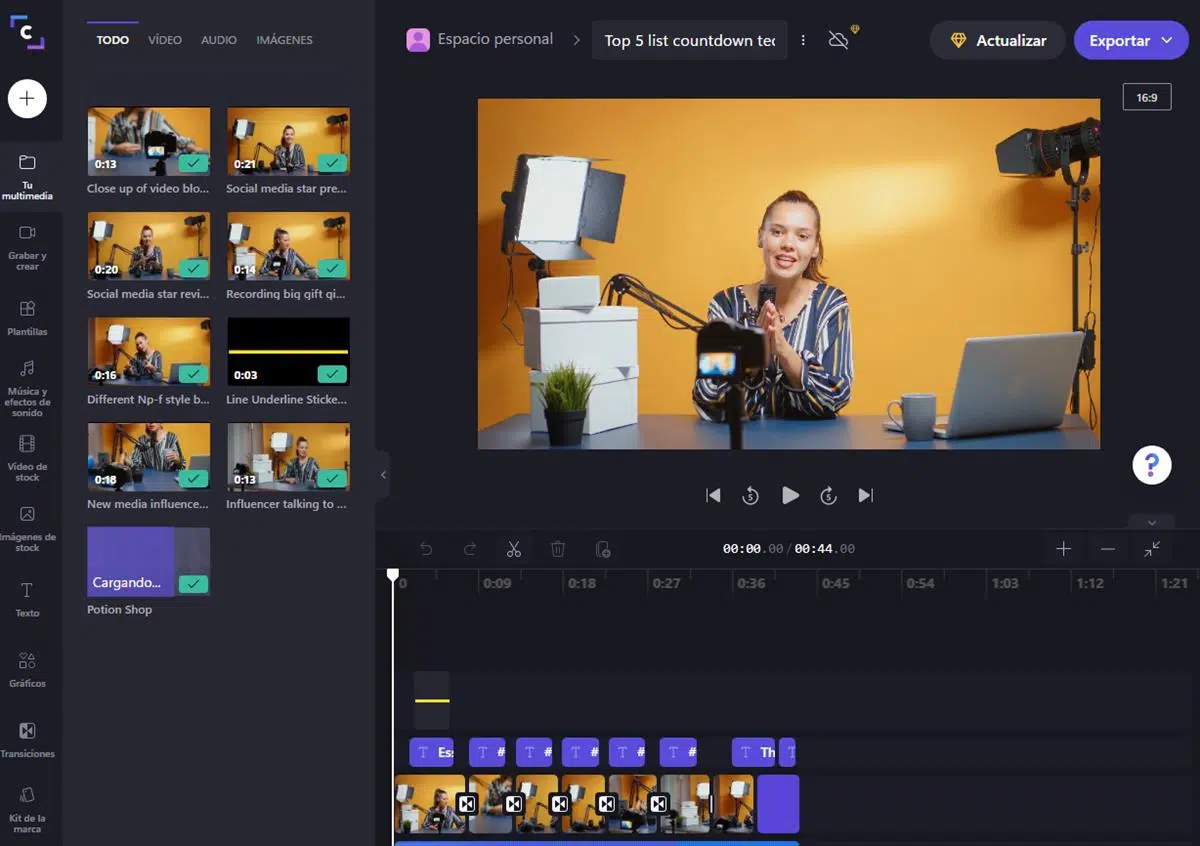 C
TODO VÍDEO AUDIO IMÁGENES
Espacio personal
Top 5 list countdown tec
Actualizar
Exportar
16:9
Tu
multimedia
Grabar y
crear
Plantillas
Música y
efectos de
sonido
Vídeo de
stock
Imágenes de
stock
Texto
Gráficos
Transiciones
Kit de la
marca
0:13
0:21
Close up of video blo...
Social media star pre...
0:20
0:14
Social media star revi...
Recording big gift gi...
0:16
0:03
Different Np-f style b...
Line Underline Sticke...
0:18
0:13
New media influence...
Influencer talking to ...
Cargando...
Potion Shop
?
5
5
00:00.00 / 00:44.00
0 0:09 0:18 0:27 0:36 0:45 0:54 1:03 1:12 1:21
T Es
T #
T #
T #
T #
T #
T Th
T